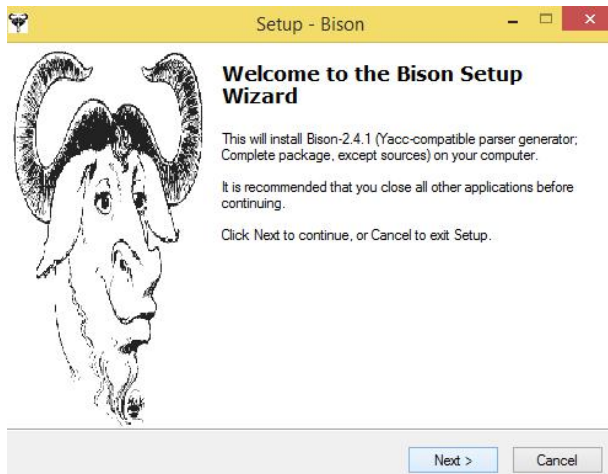 Setup - Bison
Welcome to the Bison Setup
Wizard
This will install Bison-2.4.1 (Yacc-compatible parser generator;
Complete package, except sources) on your computer.
It is recommended that you close all other applications before
continuing.
Click Next to continue, or Cancel to exit Setup.
Next >
Cancel